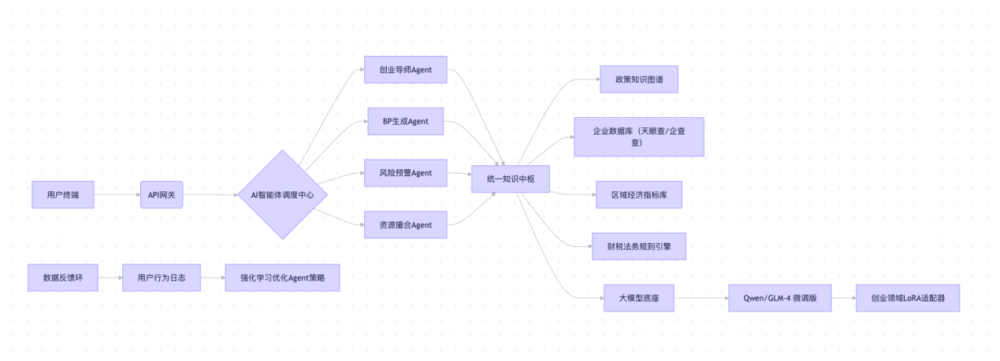 用户终端
API网关
AI智能体调度中心
创业导师Agent
BP生成Agent
风险预警Agent
资源撮合Agent
统一知识中枢
政策知识图谱
企业数据库（天眼查/企查
查）
区域经济指标库
财税法务规则引擎
大模型底座
Qwen/GLM-4 微调版
创业领域LoRA适配器
数据反馈环
用户行为日志
强化学习优化Agent策略